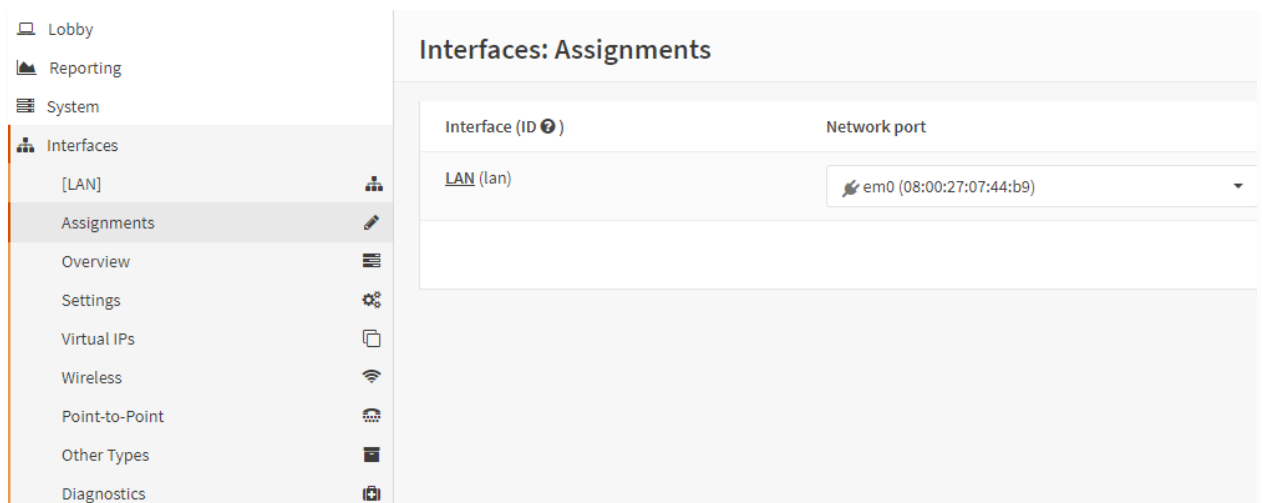 Lobby
Reporting
System
Interfaces
[LAN]
Assignments
Overview
Settings
Virtual IPs
Wireless
Point-to-Point
Other Types
Diagnostics
Interfaces: Assignments
Interface (ID ?) Network port
LAN (lan) em0 (08:00:27:07:44:b9)